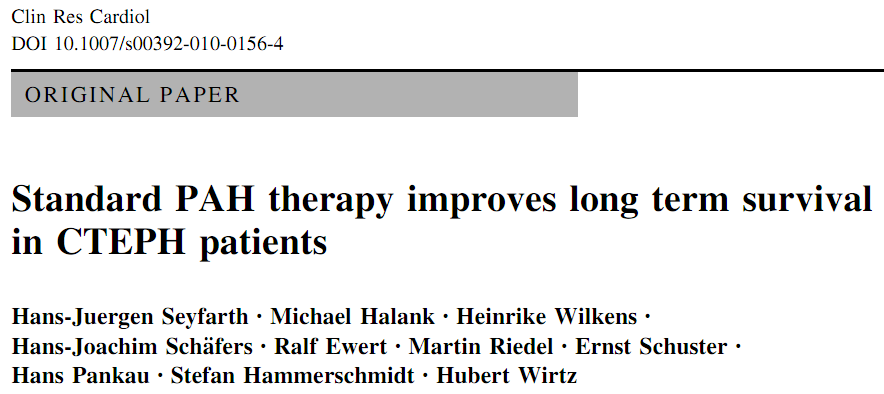 Clin Res Cardiol
DOI 10.1007/s00392-010-0156-4
ORIGINAL PAPER
Standard PAH therapy improves long term survival
in CTEPH patients
Hans-Juergen Seyfarth · Michael Halank · Heinrike Wilkens ·
Hans-Joachim Schäfers · Ralf Ewert · Martin Riedel · Ernst Schuster ·
Hans Pankau · Stefan Hammerschmidt · Hubert Wirtz